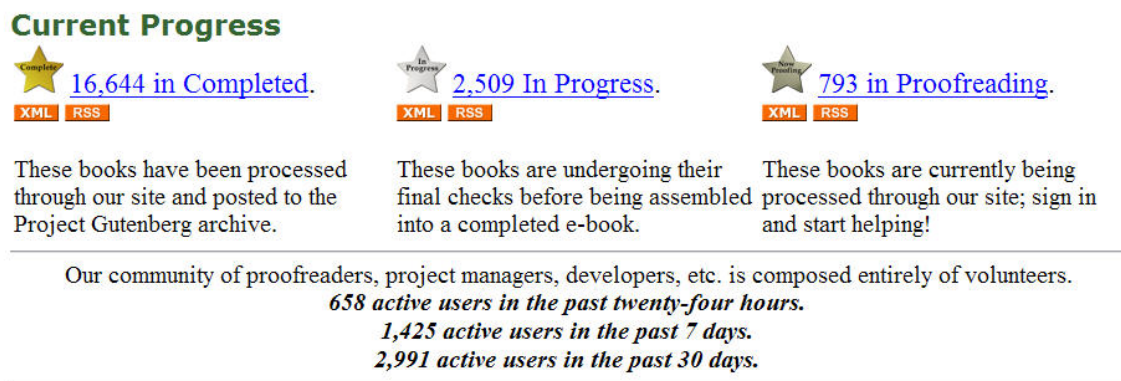 Current Progress
Complete
16,644 in Completed.
XML RSS
These books have been processed
through our site and posted to the
Project Gutenberg archive.
In
Progress
2,509 In Progress.
XML RSS
These books are undergoing their
final checks before being assembled
into a completed e-book.
Now
Proofing
793 in Proofreading.
XML RSS
These books are currently being
processed through our site; sign in
and start helping!
Our community of proofreaders, project managers, developers, etc. is composed entirely of volunteers.
658 active users in the past twenty-four hours.
1,425 active users in the past 7 days.
2,991 active users in the past 30 days.